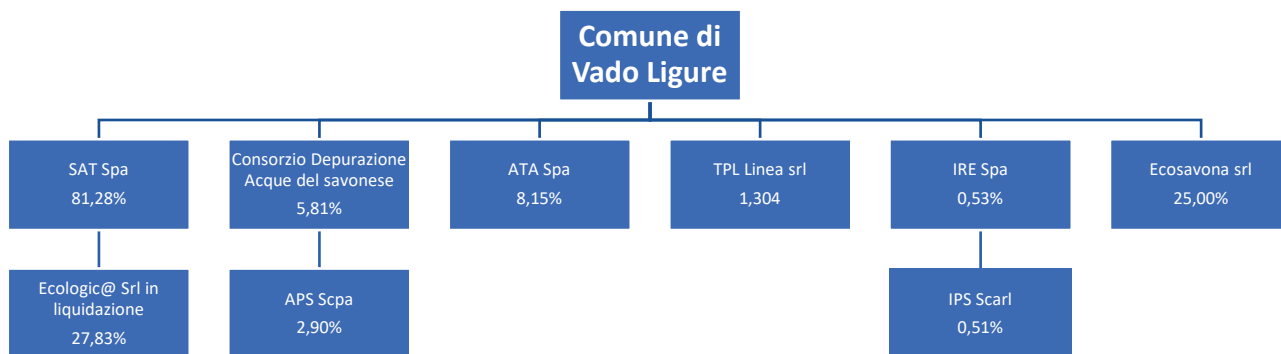 Comune di
Vado Ligure
SAT Spa
81,28%
Consorzio Depurazione
Acque del savonese
5,81%
ATA Spa
8,15%
TPL Linea srl
1,304
IRE Spa
0,53%
Ecosavona srl
25,00%
Ecologic@ Srl in
liquidazione
27,83%
APS Scpa
2,90%
IPS Scarl
0,51%